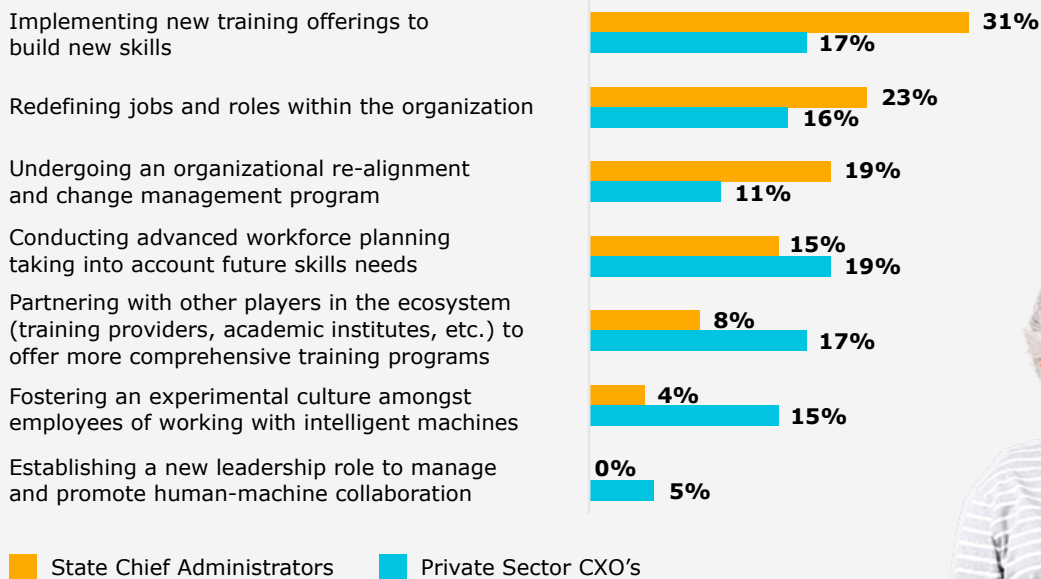 Implementing new training offerings to
build new skills
31%
17%
Redefining jobs and roles within the organization
23%
16%
Undergoing an organizational re-alignment
and change management program
19%
11%
Conducting advanced workforce planning
taking into account future skills needs
15%
19%
Partnering with other players in the ecosystem
(training providers, academic institutes, etc.) to
offer more comprehensive training programs
8%
17%
Fostering an experimental culture amongst
employees of working with intelligent machines
4%
15%
Establishing a new leadership role to manage
and promote human-machine collaboration
0%
5%
State Chief Administrators
Private Sector CXO's